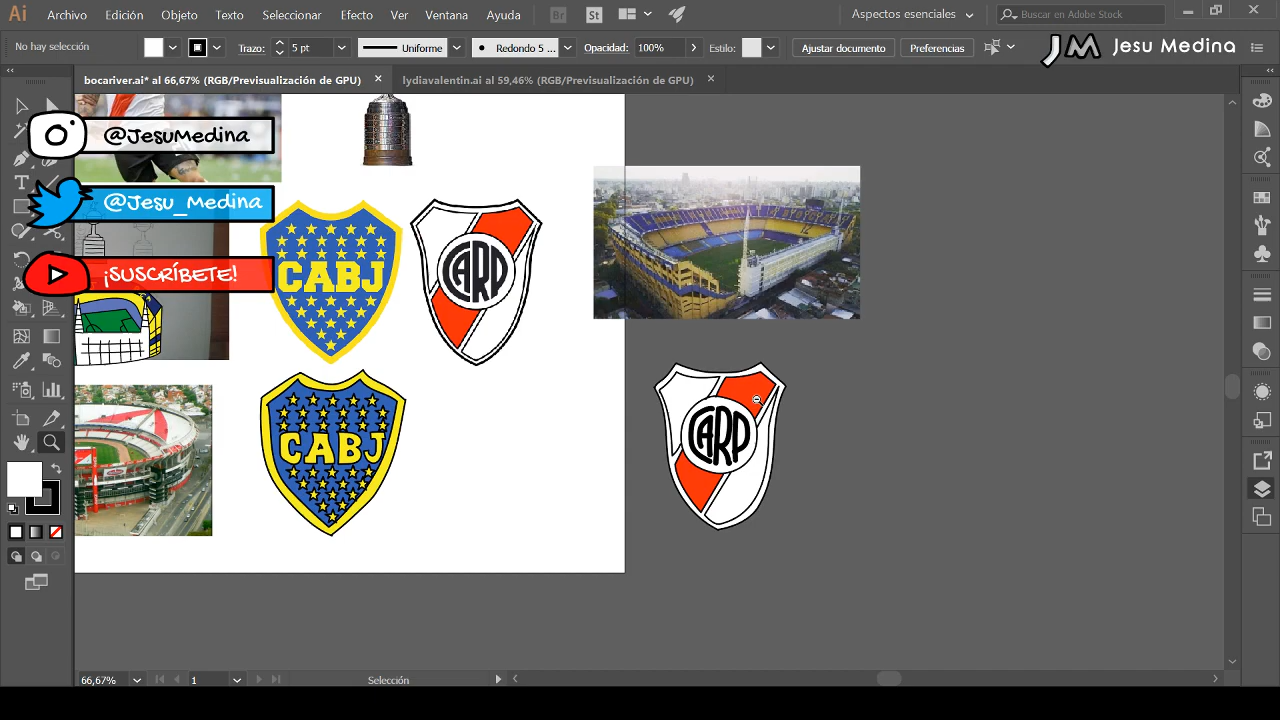 Ai Archivo Edición Objeto Texto Seleccionar Efecto Ver Ventana Ayuda Br St Aspectos esenciales Buscar en Adobe Stock
No hay selección Trazo: 5 pt Uniforme Redondo 5 ... Opacidad: 100% Estilo: Ajustar documento Preferencias JM Jesu Medina
bocariver.ai* al 66,67% (RGB/Previsualización de GPU) × lydiavalentin.ai al 59,46% (RGB/Previsualización de GPU) ×
@JesuMedina
@Jesu_Medina
¡SUSCRÍBETE!
CABJ
CARP
CABJ
CARP
66,67% 1 Selección